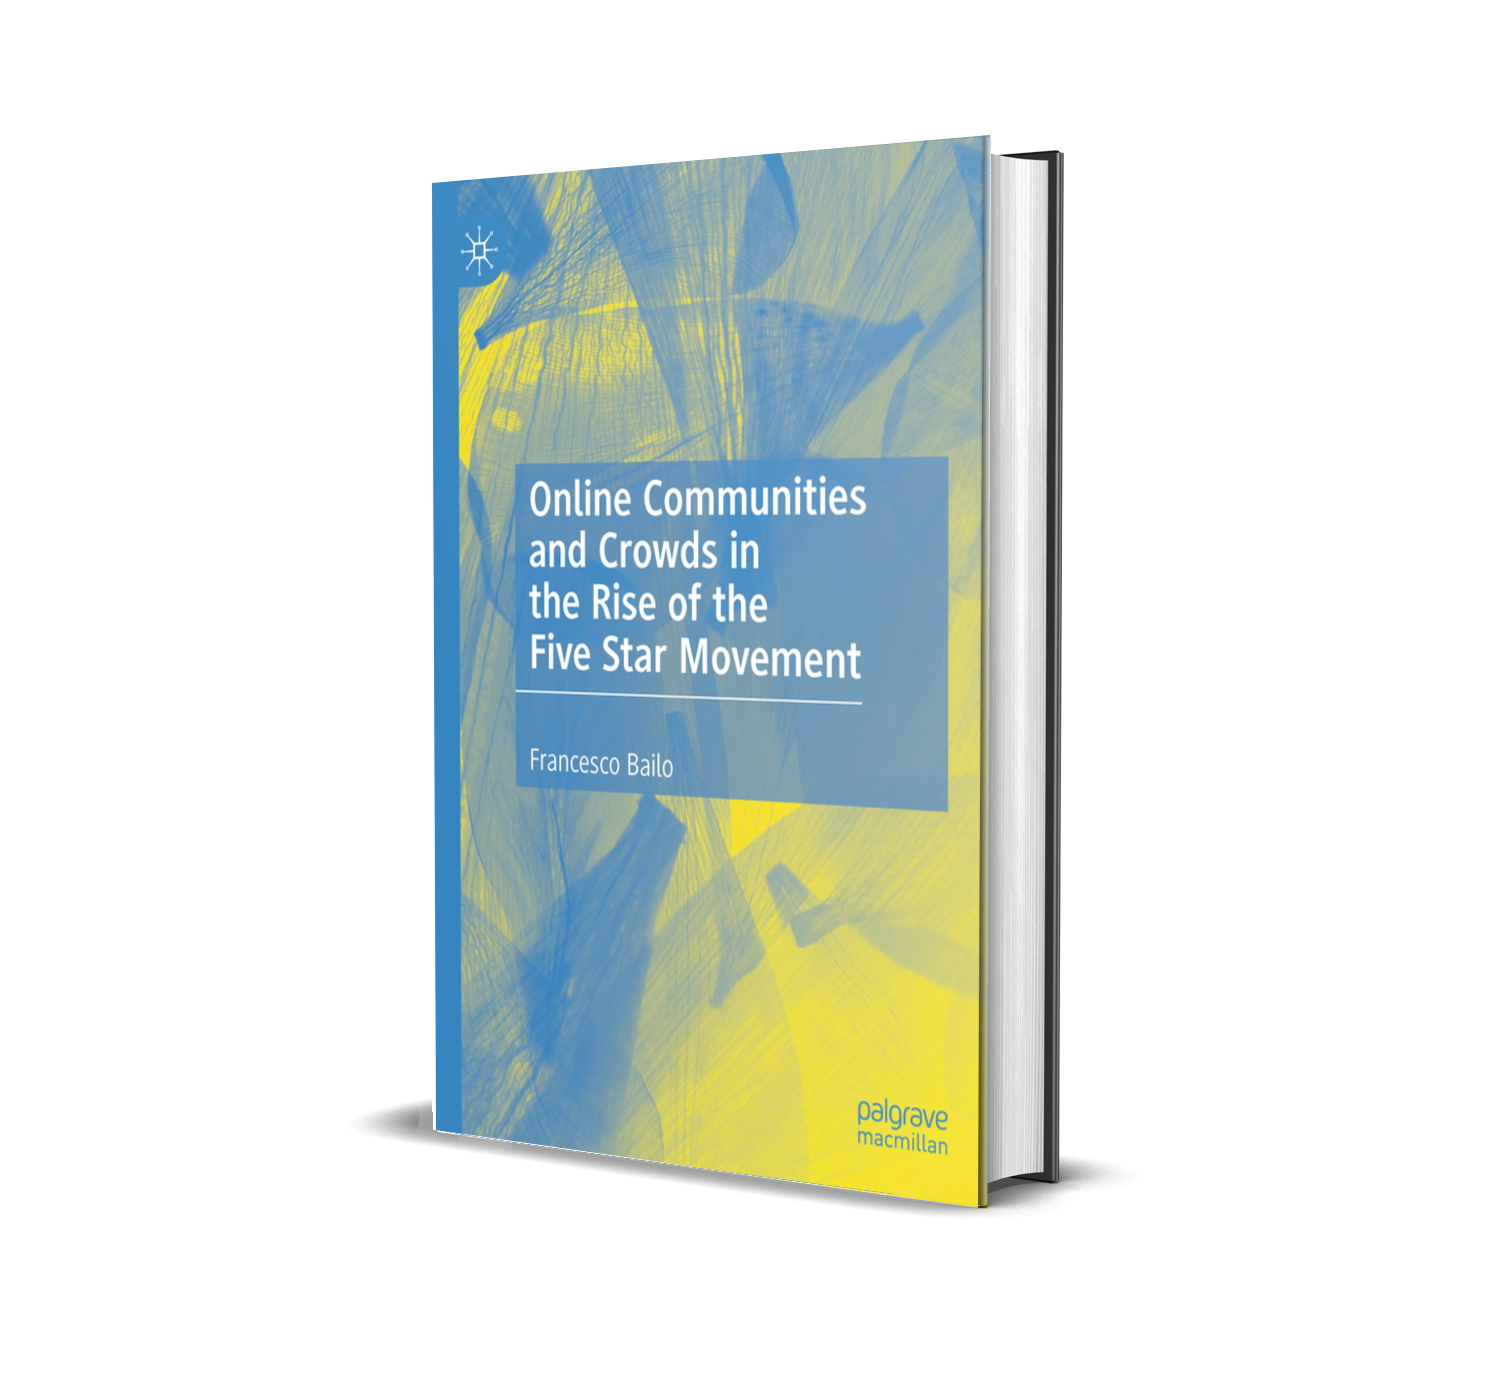 Online Communities
and Crowds in
the Rise of the
Five Star Movement
Francesco Bailo
palgrave
macmillan